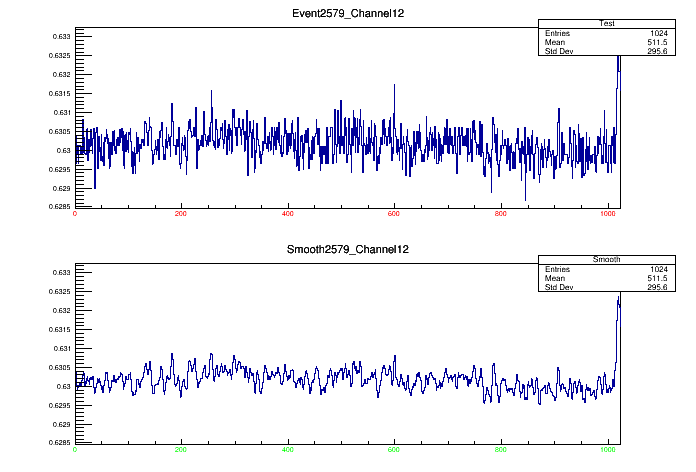 Event2579_Channel12
Test
Entries 1024
Mean 511.5
Std Dev 295.6
0.633
0.6325
0.632
0.6315
0.631
0.6305
0.63
0.6295
0.629
0.6285
0 200 400 600 800 1000
Smooth2579_Channel12
Smooth
Entries 1024
Mean 511.5
Std Dev 295.6
0.633
0.6325
0.632
0.6315
0.631
0.6305
0.63
0.6295
0.629
0.6285
0 200 400 600 800 1000